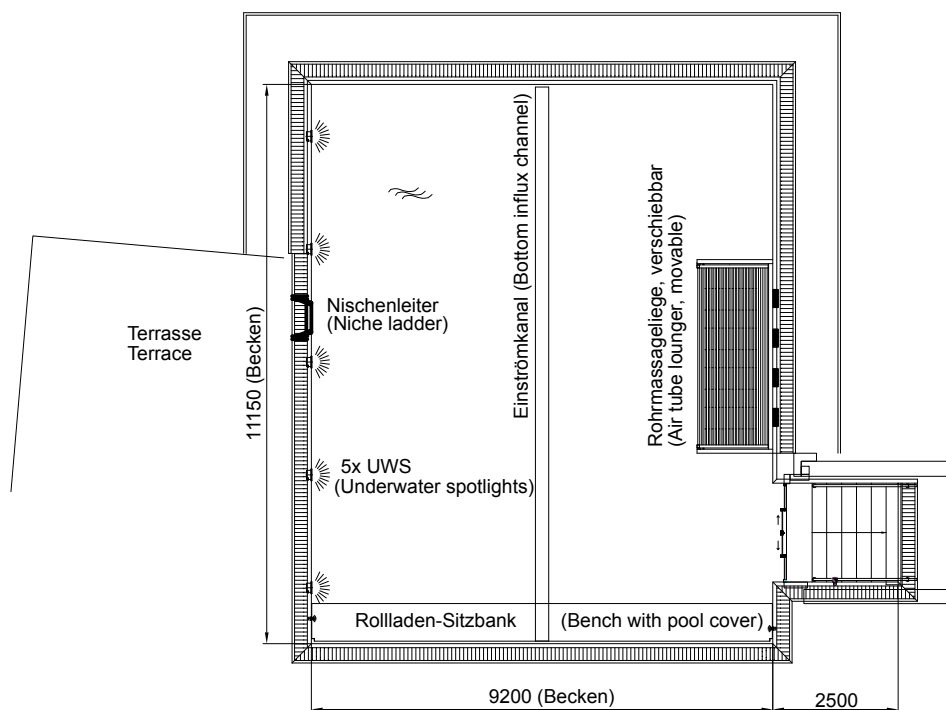 Einströmkanal (Bottom influx channel)
Rohrmassageliege, verschiebbar
(Air tube lounger, movable)
Nischenleiter
(Niche ladder)
Terrasse
Terrace
11150 (Becken)
5x UWS
(Underwater spotlights)
Rollladen-Sitzbank (Bench with pool cover)
9200 (Becken)
2500